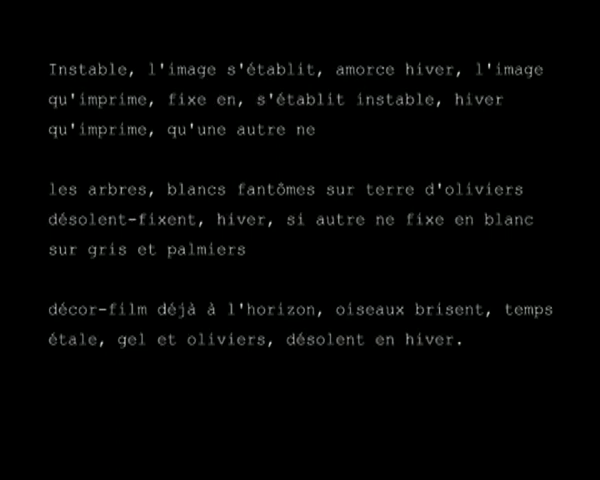 Instable, l'image s'établit, amorce hiver, l'image
qu'imprime, fixe en, s'établit instable, hiver
qu'imprime, qu'une autre ne
les arbres, blancs fantômes sur terre d'oliviers
désolent-fixent, hiver, si autre ne fixe en blanc
sur gris et palmiers
décor-film déjà à l'horizon, oiseaux brisent, temps
étale, gel et oliviers, désolent en hiver.